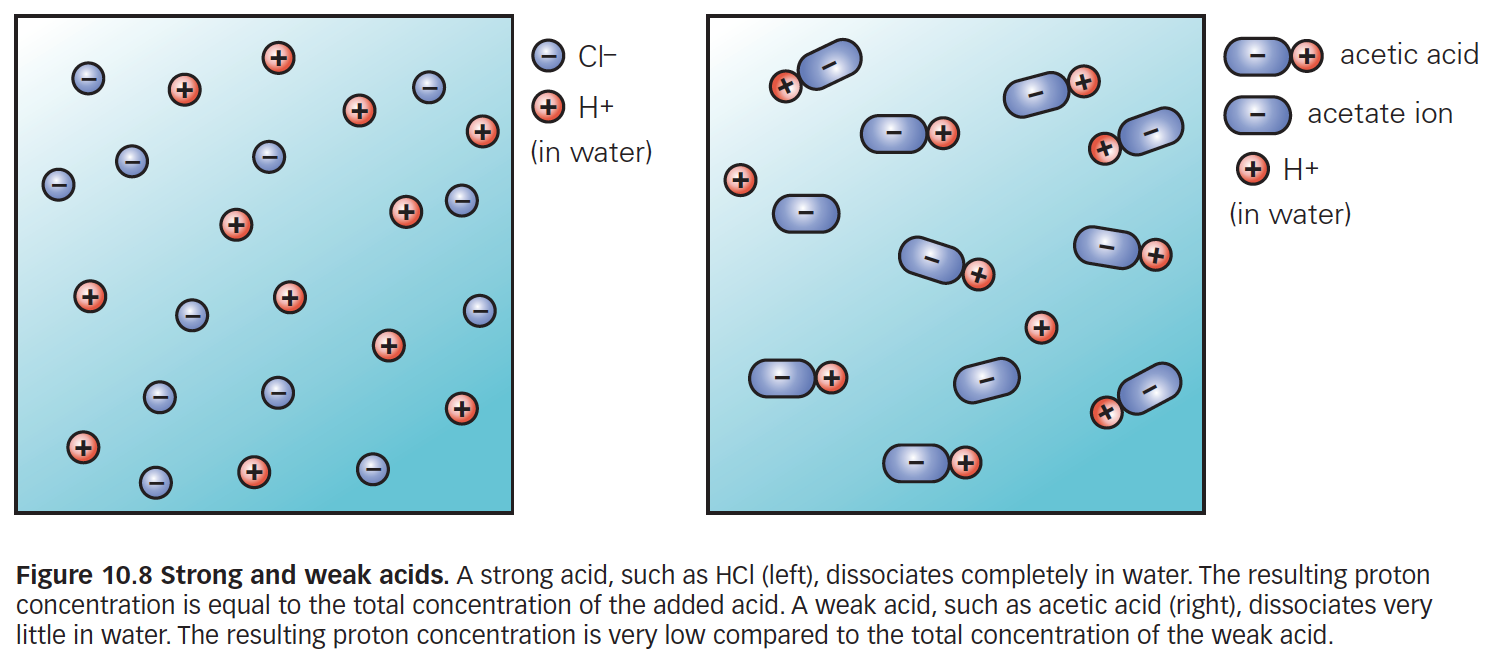 Cl–
H+
(in water)
acetic acid
acetate ion
H+
(in water)
Figure 10.8 Strong and weak acids. A strong acid, such as HCl (left), dissociates completely in water. The resulting proton
concentration is equal to the total concentration of the added acid. A weak acid, such as acetic acid (right), dissociates very
little in water. The resulting proton concentration is very low compared to the total concentration of the weak acid.